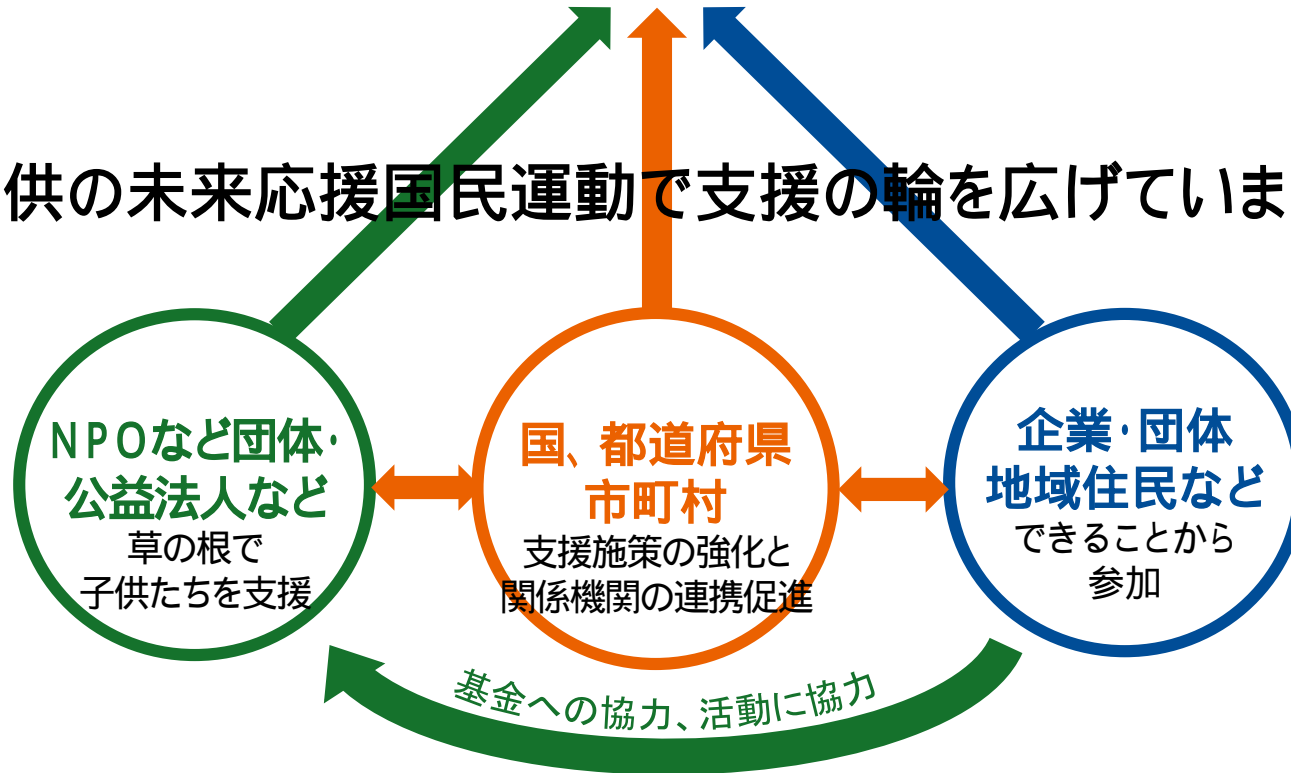 供の未来応援国民運動で支援の輪を広げていま
NPOなど団体・
公益法人など
草の根で
子供たちを支援
国、都道府県
市町村
支援施策の強化と
関係機関の連携促進
企業・団体
地域住民など
できることから
参加
基金への協力、活動に協力